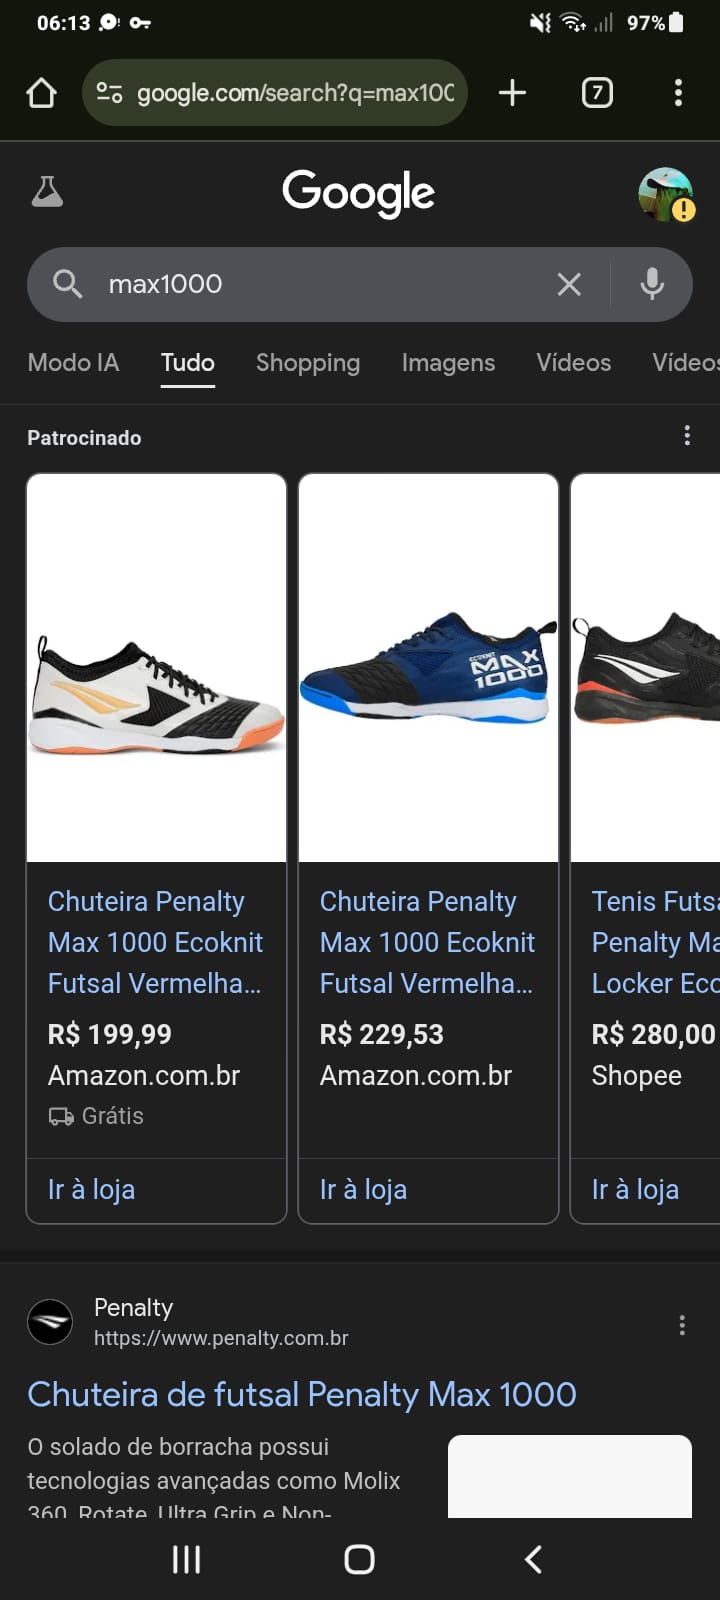 06:13
97%
google.com/search?q=max100
7
Google
max1000
Modo IA Tudo Shopping Imagens Vídeos Vídeos
Patrocinado
ECOKNIT
MAX
1000
Chuteira Penalty
Max 1000 Ecoknit
Futsal Vermelha...
R$ 199,99
Amazon.com.br
Grátis
Ir à loja
Chuteira Penalty
Max 1000 Ecoknit
Futsal Vermelha...
R$ 229,53
Amazon.com.br
Ir à loja
Tenis Futsa
Penalty Ma
Locker Eco
R$ 280,00
Shopee
Ir à loja
Penalty
https://www.penalty.com.br
Chuteira de futsal Penalty Max 1000
O solado de borracha possui
tecnologias avançadas como Molix
360, Rotate, Ultra Grip e Non-